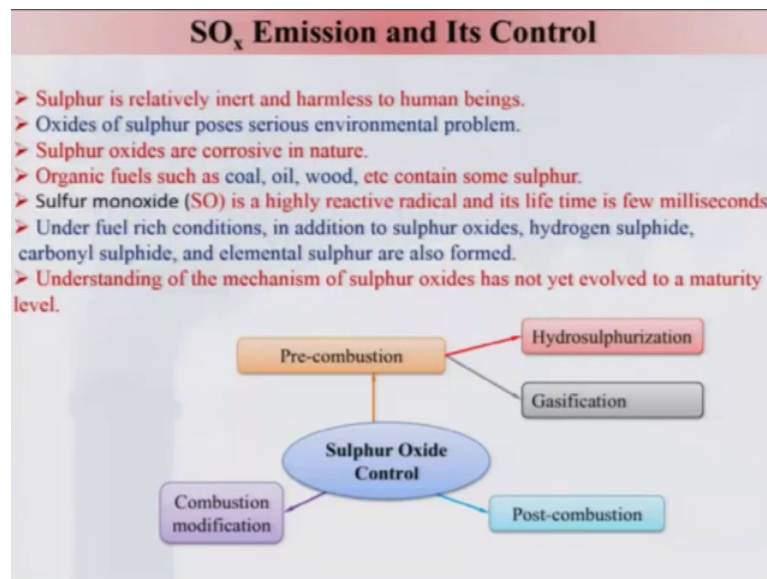 SOx Emission and Its Control
➢ Sulphur is relatively inert and harmless to human beings.
➢ Oxides of sulphur poses serious environmental problem.
➢ Sulphur oxides are corrosive in nature.
➢ Organic fuels such as coal, oil, wood, etc contain some sulphur.
➢ Sulfur monoxide (SO) is a highly reactive radical and its life time is few milliseconds
➢ Under fuel rich conditions, in addition to sulphur oxides, hydrogen sulphide,
carbonyl sulphide, and elemental sulphur are also formed.
➢ Understanding of the mechanism of sulphur oxides has not yet evolved to a maturity
level.
Pre-combustion
Hydrosulphurization
Gasification
Sulphur Oxide
Control
Combustion
modification
Post-combustion